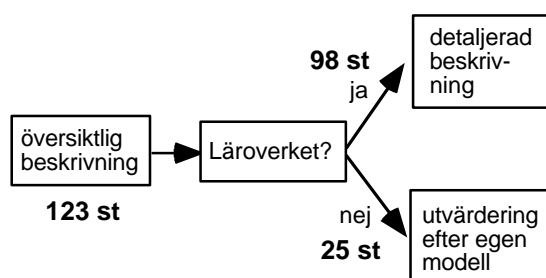 översiktlig
beskrivning
123 st
Läroverket?
98 st
ja
detaljerad
beskriv-
ning
nej
25 st
utvärdering
efter egen
modell